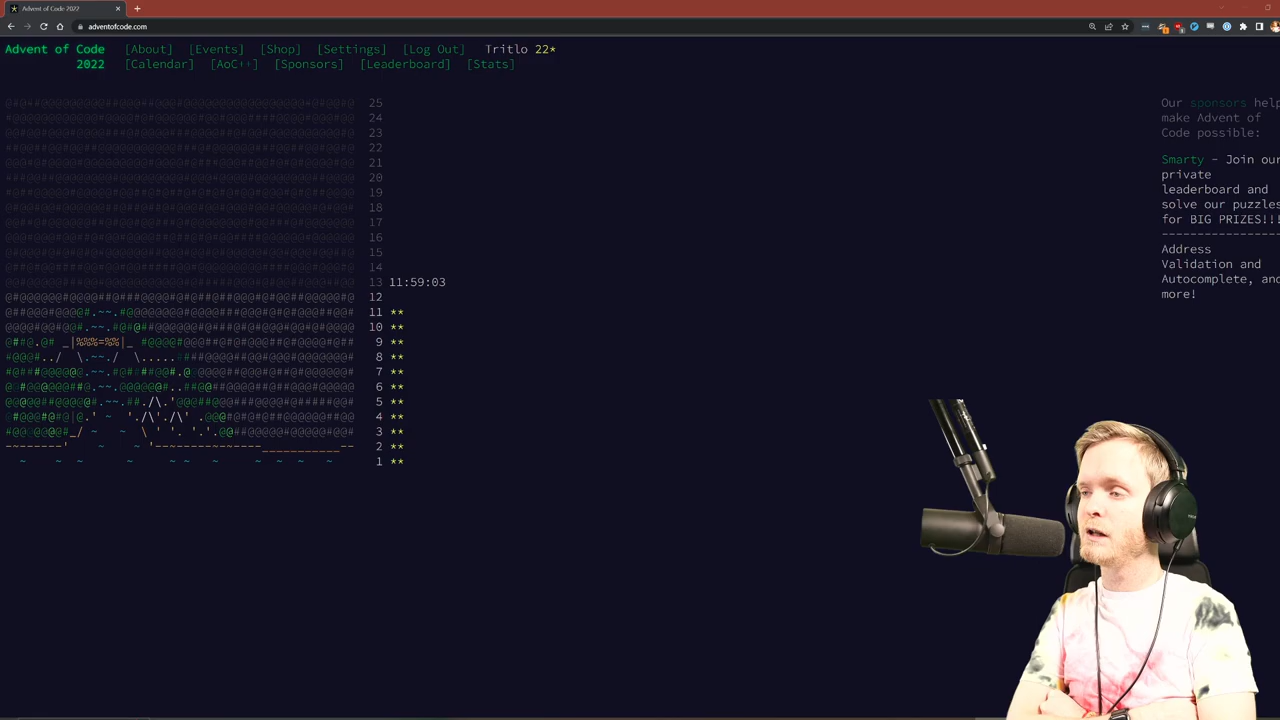 Advent of Code 2022
adventofcode.com
Advent of Code [About] [Events] [Shop] [Settings] [Log Out] Tritlo 22*
2022 [Calendar] [AoC++] [Sponsors] [Leaderboard] [Stats]
25
24
23
22
21
20
19
18
17
16
15
14
13 11:59:03
12
11 **
10 **
9 **
8 **
7 **
6 **
5 **
4 **
3 **
2 **
1 **
Our sponsors help
make Advent of
Code possible:
Smarty - Join our
private
leaderboard and
solve our puzzles
for BIG PRIZES!!!
Address
Validation and
Autocomplete, and
more!